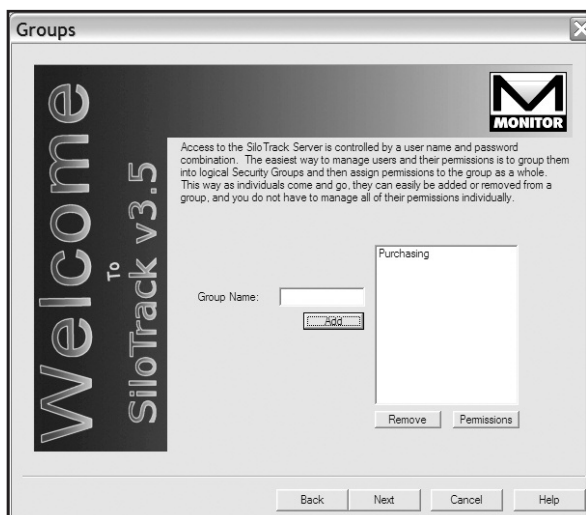 Groups
Welcome
To
SiloTrack v3.5
M
MONITOR
Access to the SiloTrack Server is controlled by a user name and password
combination. The easiest way to manage users and their permissions is to group them
into logical Security Groups and then assign permissions to the group as a whole.
This way as individuals come and go, they can easily be added or removed from a
group, and you do not have to manage all of their permissions individually.
Purchasing
Group Name:
Add
Remove
Permissions
Back
Next
Cancel
Help